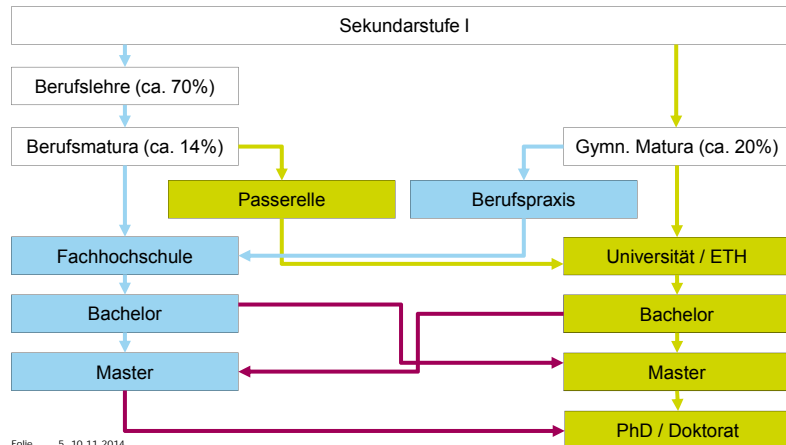 Sekundarstufe I
Berufslehre (ca. 70%)
Berufsmatura (ca. 14%)
Gymn. Matura (ca. 20%)
Passerelle
Berufspraxis
Fachhochschule
Universität / ETH
Bachelor
Bachelor
Master
Master
PhD / Doktorat
Folie 5, 10.11.2014